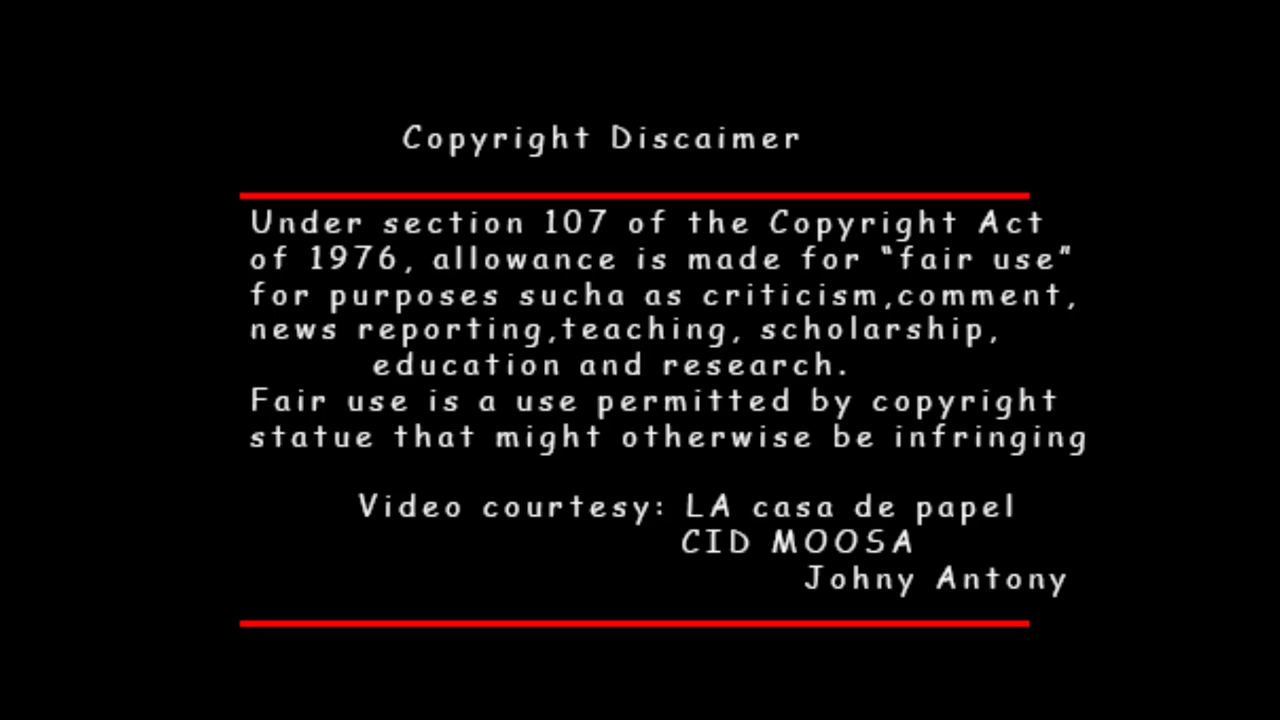 Copyright Discaimer
Under section 107 of the Copyright Act
of 1976, allowance is made for “fair use”
for purposes sucha as criticism,comment,
news reporting,teaching, scholarship,
education and research.
Fair use is a use permitted by copyright
statue that might otherwise be infringing
Video courtesy: LA casa de papel
CID MOOSA
Johny Antony